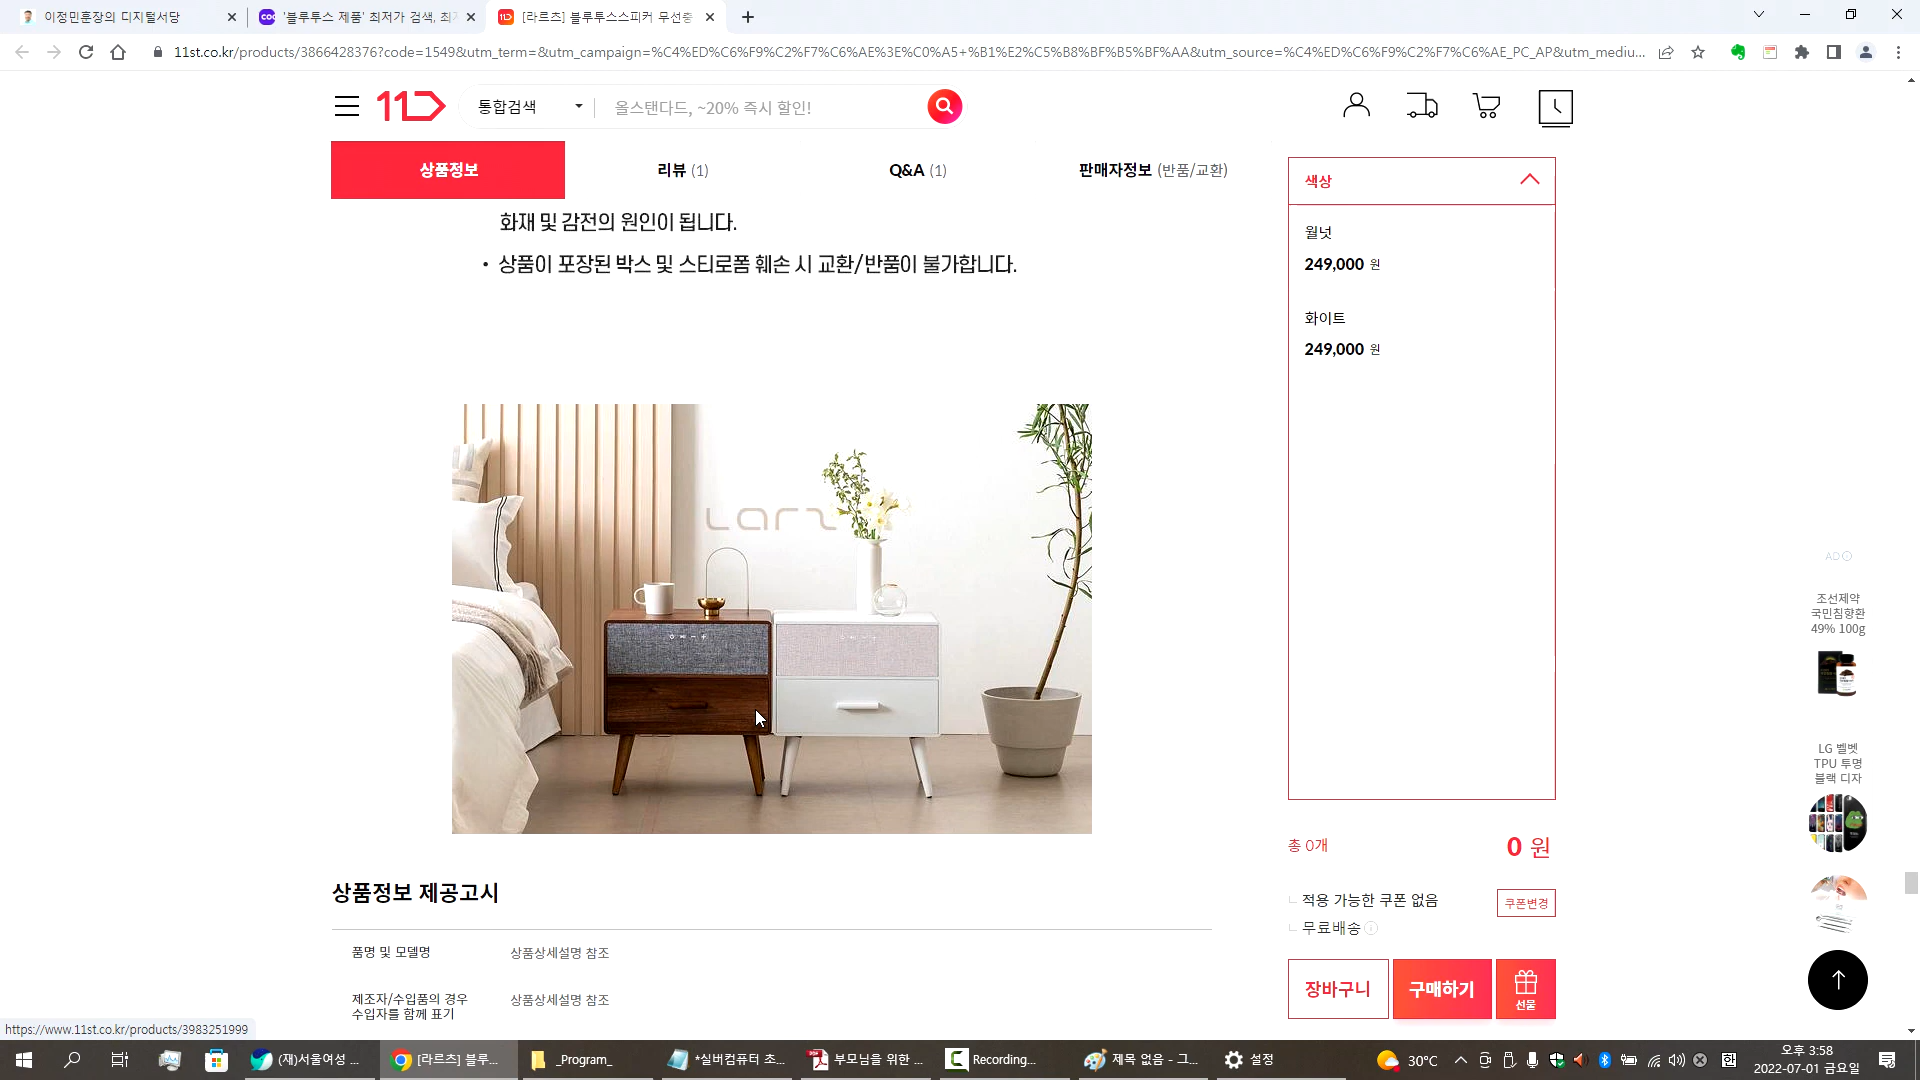 이정민훈장의 디지털서당
'블루투스 제품' 최저가 검색, 최저
[라르츠] 블루투스스피커 무선충
11st.co.kr/products/3866428376?code=1549&utm_term=&utm_campaign=%C4%ED%C6%F9%C2%F7%C6%AE%3E%C0%A5+%B1%E2%C5%B8%BF%B5%BF%AA&utm_source=%C4%ED%C6%F9%C2%F7%C6%AE_PC_AP&utm_mediu...
11
통합검색
올스탠다드, ~20% 즉시 할인!
상품정보
리뷰 (1)
Q&A (1)
판매자정보 (반품/교환)
화재 및 감전의 원인이 됩니다.
• 상품이 포장된 박스 및 스티로폼 훼손 시 교환/반품이 불가합니다.
색상
월넛
249,000 원
화이트
249,000 원
Larz
AD
조선제약
국민침향환
49% 100g
LG 벨벳
TPU 투명
블랙 디자
총 0개
0 원
적용 가능한 쿠폰 없음
쿠폰변경
무료배송
장바구니
구매하기
선물
상품정보 제공고시
품명 및 모델명
상품상세설명 참조
제조자/수입품의 경우
수입자를 함께 표기
상품상세설명 참조
https://www.11st.co.kr/products/3983251999
(재)서울여성 ...
[라르츠] 블루...
_Program_
*실버컴퓨터 초...
부모님을 위한 ...
Recording...
제목 없음 - 그...
설정
30°C
한
오후 3:58
2022-07-01 금요일